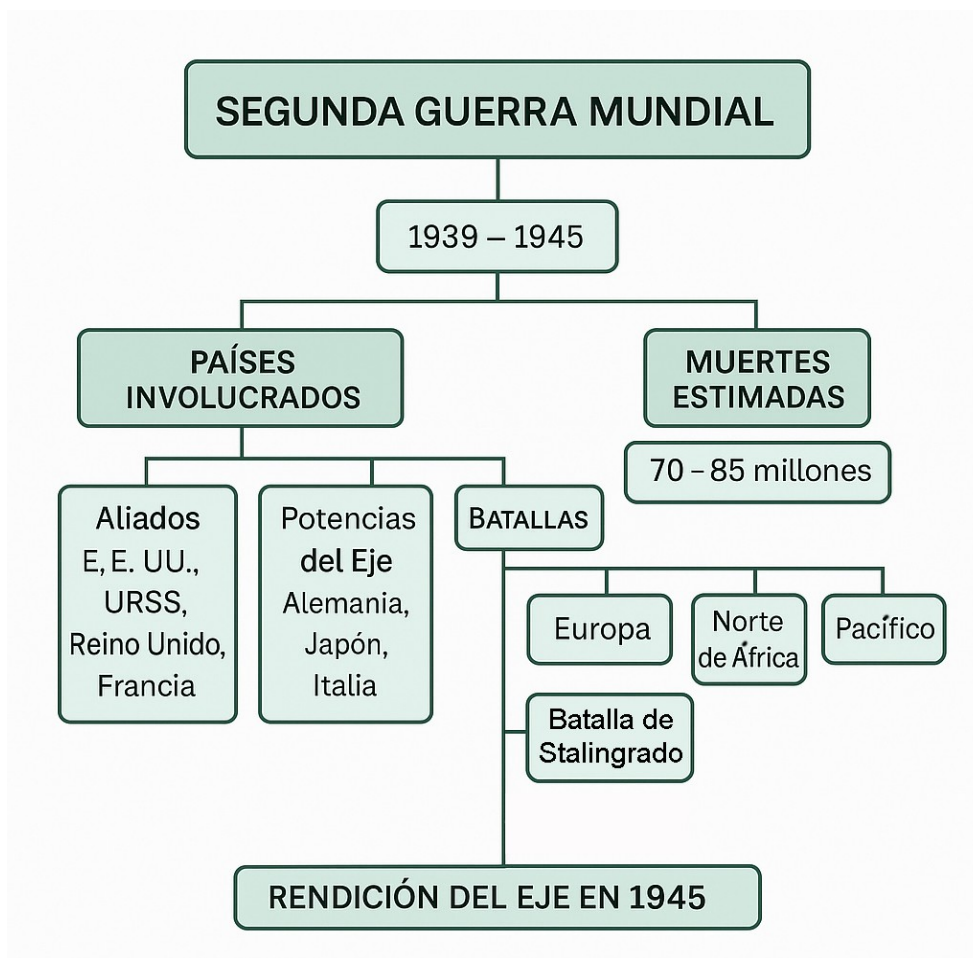 SEGUNDA GUERRA MUNDIAL
1939 – 1945
PAÍSES
INVOLUCRADOS
MUERTES
ESTIMADAS
70 – 85 millones
Aliados
E, E. UU.,
URSS,
Reino Unido,
Francia
Potencias
del Eje
Alemania,
Japón,
Italia
BATALLAS
Europa
Norte
de África
Pacífico
Batalla de
Stalingrado
RENDICIÓN DEL EJE EN 1945